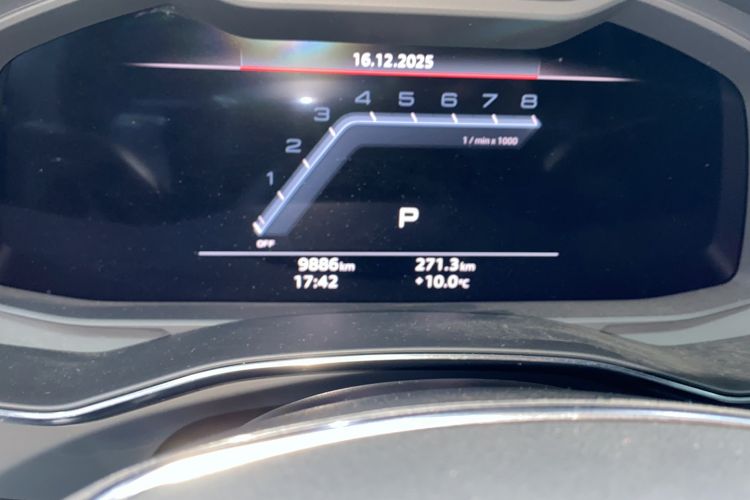 16.12.2025
1 2 3 4 5 6 7 8
1 / min x 1000
P
OFF
9886 km 271.3 km
17:42 +10.0 °C